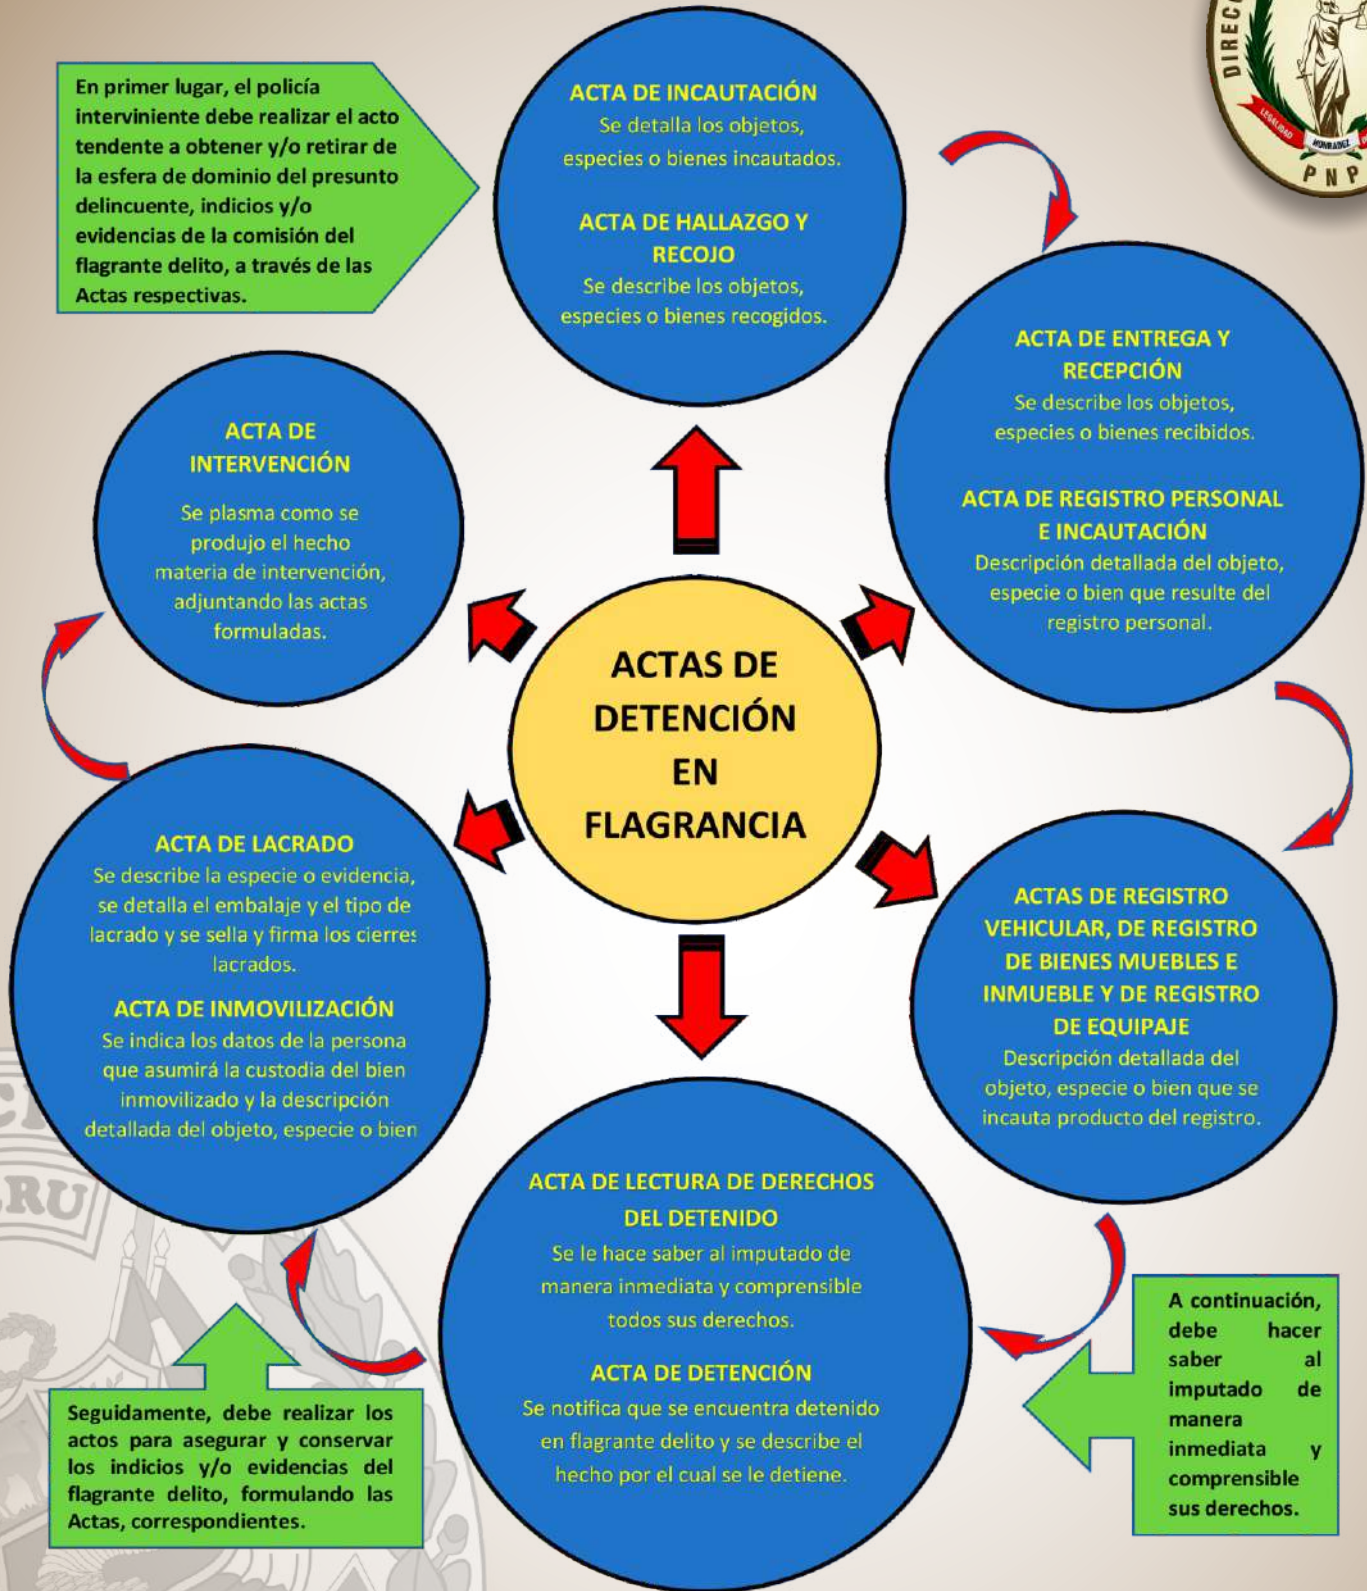 En primer lugar, el policía
interviniente debe realizar el acto
tendente a obtener y/o retirar de
la esfera de dominio del presunto
delincuente, indicios y/o
evidencias de la comisión del
flagrante delito, a través de las
Actas respectivas.
ACTA DE INCAUTACIÓN
Se detalla los objetos,
especies o bienes incautados.
ACTA DE HALLAZGO Y
RECOJO
Se describe los objetos,
especies o bienes recogidos.
LEGALIDAD
HONRADEZ
PNP
ACTA DE ENTREGA Y
RECEPCIÓN
Se describe los objetos,
especies o bienes recibidos.
ACTA DE REGISTRO PERSONAL
E INCAUTACIÓN
Descripción detallada del objeto,
especie o bien que resulte del
registro personal.
ACTA DE
INTERVENCIÓN
Se plasma como se
produjo el hecho
materia de intervención,
adjuntando las actas
formuladas.
ACTAS DE
DETENCIÓN
EN
FLAGRANCIA
ACTAS DE REGISTRO
VEHICULAR, DE REGISTRO
DE BIENES MUEBLES E
INMUEBLE Y DE REGISTRO
DE EQUIPAJE
Descripción detallada del
objeto, especie o bien que se
incauta producto del registro.
ACTA DE LACRADO
Se describe la especie o evidencia,
se detalla el embalaje y el tipo de
lacrado y se sella y firma los cierres
lacrados.
ACTA DE INMOVILIZACIÓN
Se indica los datos de la persona
que asumirá la custodia del bien
inmovilizado y la descripción
detallada del objeto, especie o bien
ACTA DE LECTURA DE DERECHOS
DEL DETENIDO
Se le hace saber al imputado de
manera inmediata y comprensible
todos sus derechos.
ACTA DE DETENCIÓN
Se notifica que se encuentra detenido
en flagrante delito y se describe el
hecho por el cual se le detiene.
A continuación,
debe hacer
saber al
imputado de
manera
inmediata y
comprensible
sus derechos.
Seguidamente, debe realizar los
actos para asegurar y conservar
los indicios y/o evidencias del
flagrante delito, formulando las
Actas, correspondientes.